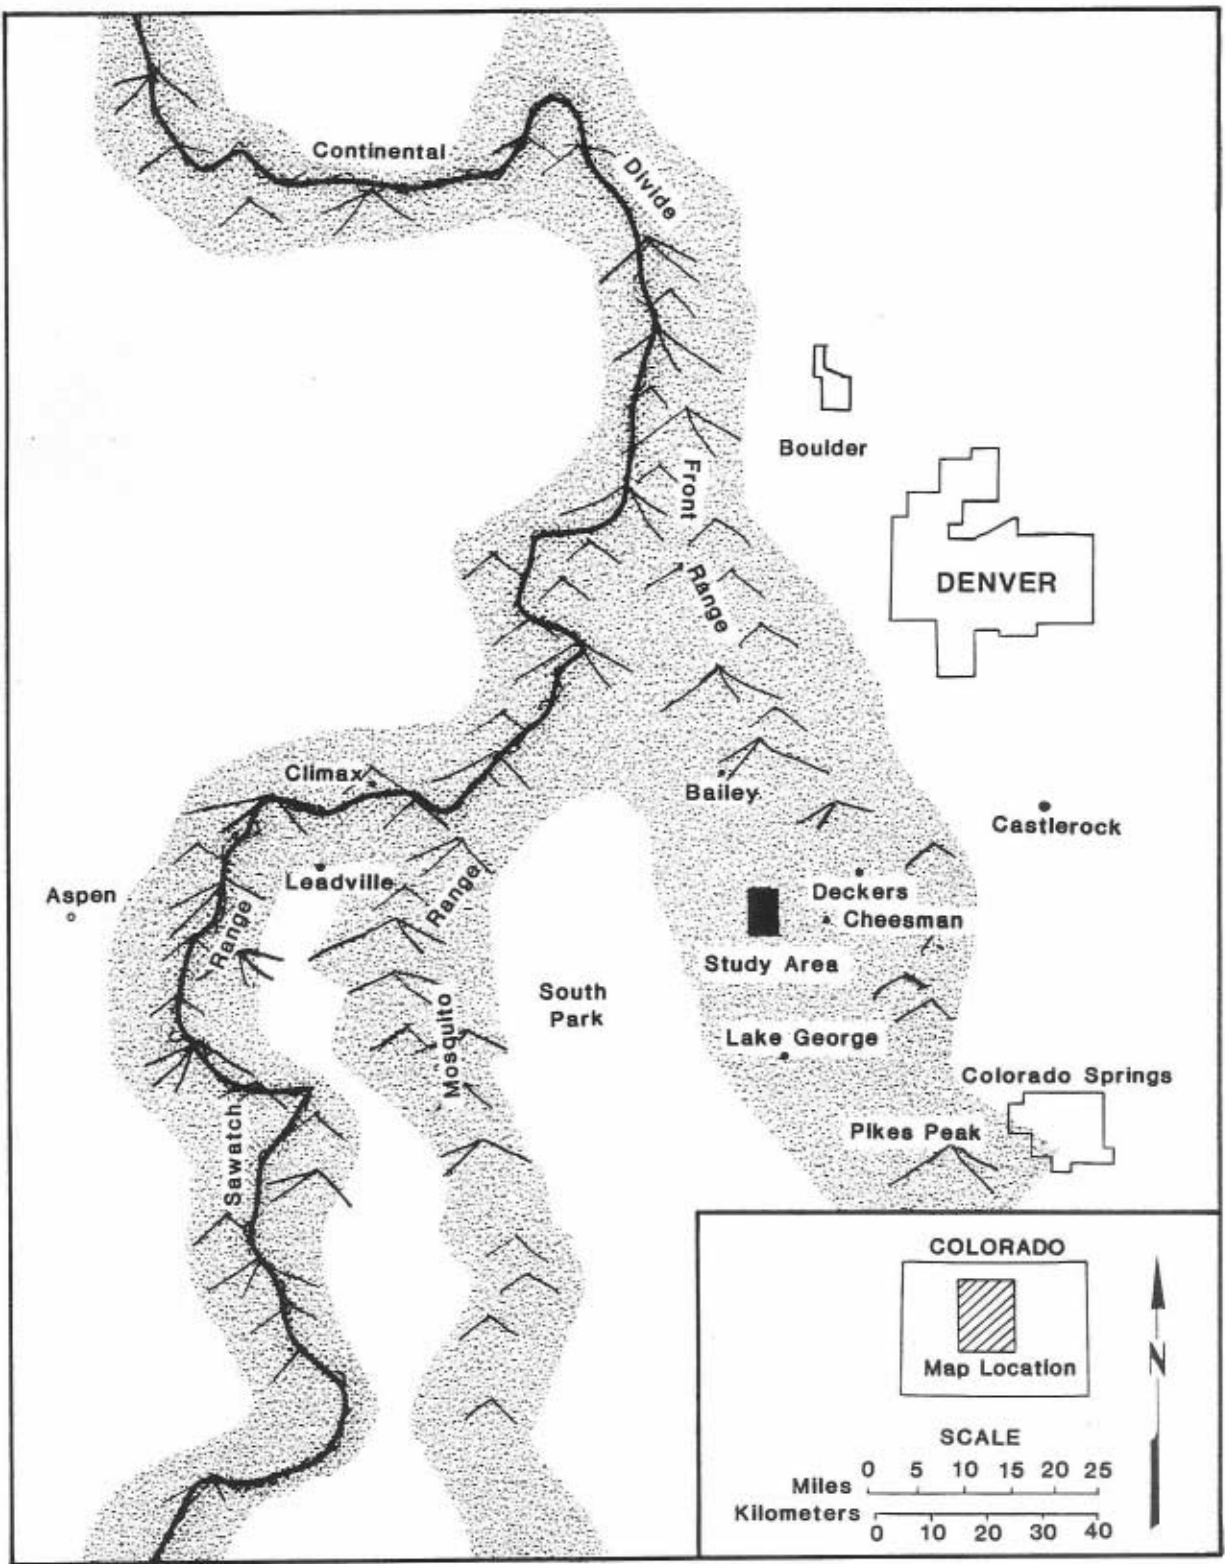 Continental
Divide
Boulder
Front
DENVER
Range
Climax
Bailey
Castlerock
Leadville
Range
Aspen
Deckers
Range
Cheesman
Study Area
South
Park
Mosquito
Lake George
Colorado Springs
Sawatch
Pikes Peak
COLORADO
Map Location
N
SCALE
Miles 0 5 10 15 20 25
Kilometers
0 10 20 30 40